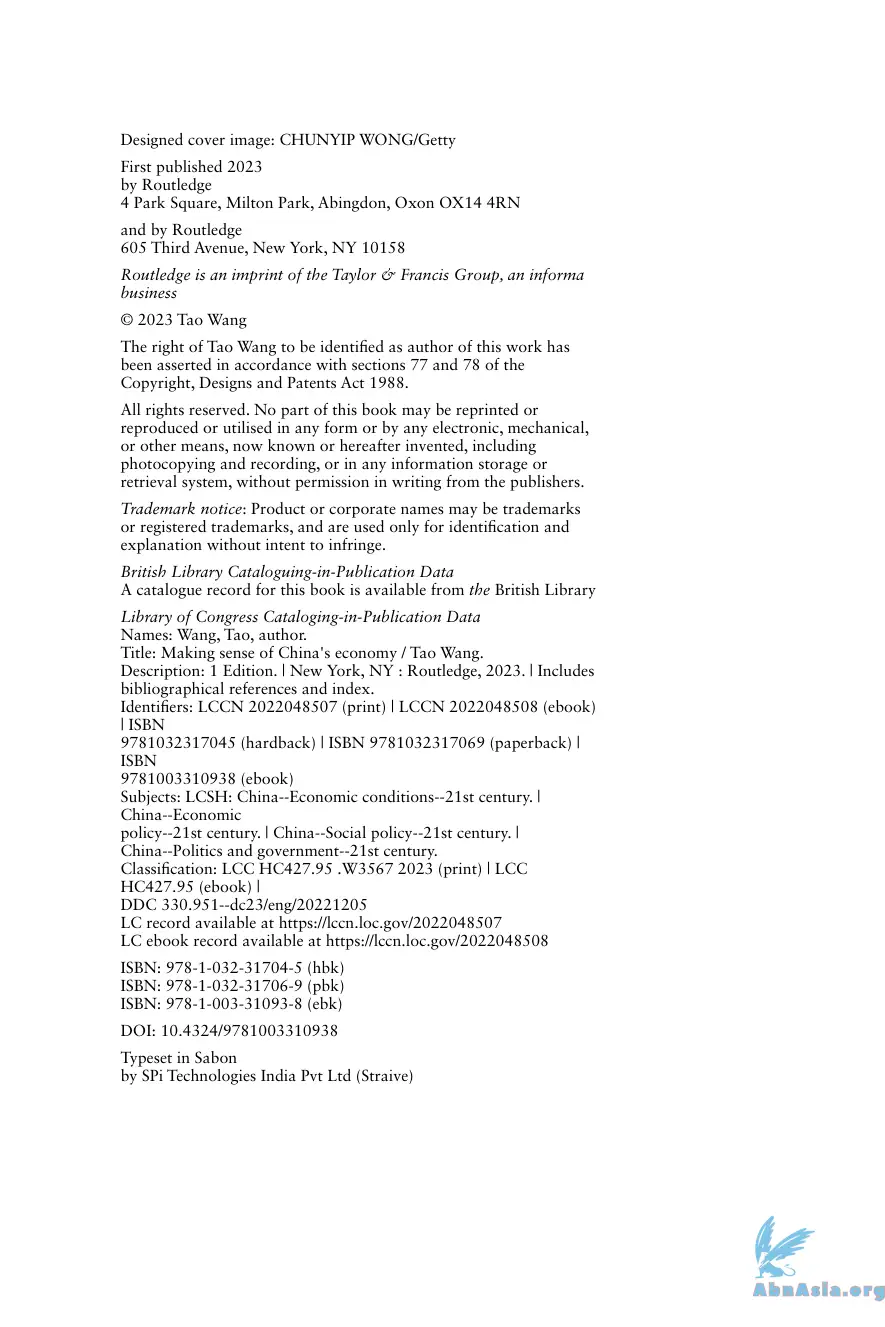 Designed cover image: CHUNYIP WONG/Getty
First published 2023
by Routledge
4 Park Square, Milton Park, Abingdon, Oxon OX14 4RN
and by Routledge
605 Third Avenue, New York, NY 10158
Routledge is an imprint of the Taylor & Francis Group, an informa
business
© 2023 Tao Wang
The right of Tao Wang to be identified as author of this work has
been asserted in accordance with sections 77 and 78 of the
Copyright, Designs and Patents Act 1988.
All rights reserved. No part of this book may be reprinted or
reproduced or utilised in any form or by any electronic, mechanical,
or other means, now known or hereafter invented, including
photocopying and recording, or in any information storage or
retrieval system, without permission in writing from the publishers.
Trademark notice: Product or corporate names may be trademarks
or registered trademarks, and are used only for identification and
explanation without intent to infringe.
British Library Cataloguing-in-Publication Data
A catalogue record for this book is available from the British Library
Library of Congress Cataloging-in-Publication Data
Names: Wang, Tao, author.
Title: Making sense of China's economy / Tao Wang.
Description: 1 Edition. | New York, NY : Routledge, 2023. | Includes
bibliographical references and index.
Identifiers: LCCN 2022048507 (print) | LCCN 2022048508 (ebook)
| ISBN
9781032317045 (hardback) | ISBN 9781032317069 (paperback) |
ISBN
9781003310938 (ebook)
Subjects: LCSH: China--Economic conditions--21st century. |
China--Economic
policy--21st century. | China--Social policy--21st century. |
China--Politics and government--21st century.
Classification: LCC HC427.95 .W3567 2023 (print) | LCC
HC427.95 (ebook) |
DDC 330.951--dc23/eng/20221205
LC record available at https://lccn.loc.gov/2022048507
LC ebook record available at https://lccn.loc.gov/2022048508
ISBN: 978-1-032-31704-5 (hbk)
ISBN: 978-1-032-31706-9 (pbk)
ISBN: 978-1-003-31093-8 (ebk)
DOI: 10.4324/9781003310938
Typeset in Sabon
by SPi Technologies India Pvt Ltd (Straive)
AbnAsia.org